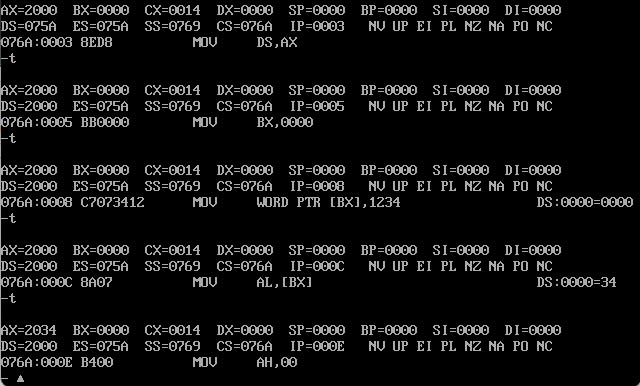 AX=2000  BX=0000  CX=0014  DX=0000  SP=0000  BP=0000  SI=0000  DI=0000
DS=075A  ES=075A  SS=0769  CS=076A  IP=0003   NV UP EI PL NZ NA PO NC
076A:0003 8ED8          MOV     DS,AX
-t
AX=2000  BX=0000  CX=0014  DX=0000  SP=0000  BP=0000  SI=0000  DI=0000
DS=2000  ES=075A  SS=0769  CS=076A  IP=0005   NV UP EI PL NZ NA PO NC
076A:0005 BB0000        MOV     BX,0000
-t
AX=2000  BX=0000  CX=0014  DX=0000  SP=0000  BP=0000  SI=0000  DI=0000
DS=2000  ES=075A  SS=0769  CS=076A  IP=0008   NV UP EI PL NZ NA PO NC
076A:0008 C7073412      MOV     WORD PTR [BX],1234                 DS:0000=0000
-t
AX=2000  BX=0000  CX=0014  DX=0000  SP=0000  BP=0000  SI=0000  DI=0000
DS=2000  ES=075A  SS=0769  CS=076A  IP=000C   NV UP EI PL NZ NA PO NC
076A:000C 8A07          MOV     AL,[BX]                            DS:0000=34
-t
AX=2034  BX=0000  CX=0014  DX=0000  SP=0000  BP=0000  SI=0000  DI=0000
DS=2000  ES=075A  SS=0769  CS=076A  IP=000E   NV UP EI PL NZ NA PO NC
076A:000E B400          MOV     AH,00
-